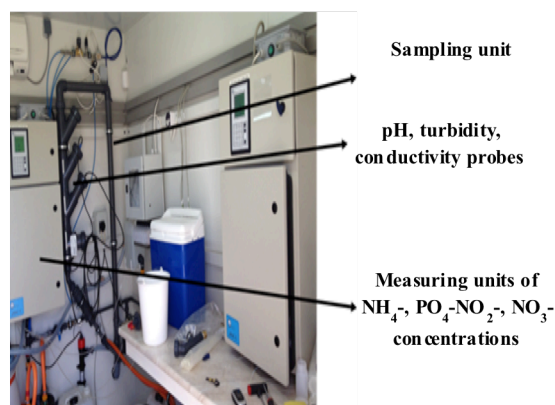 Sampling unit
pH, turbidity,
conductivity probes
Measuring units of
NH₄-, PO₄-NO₂-, NO₃-
concentrations